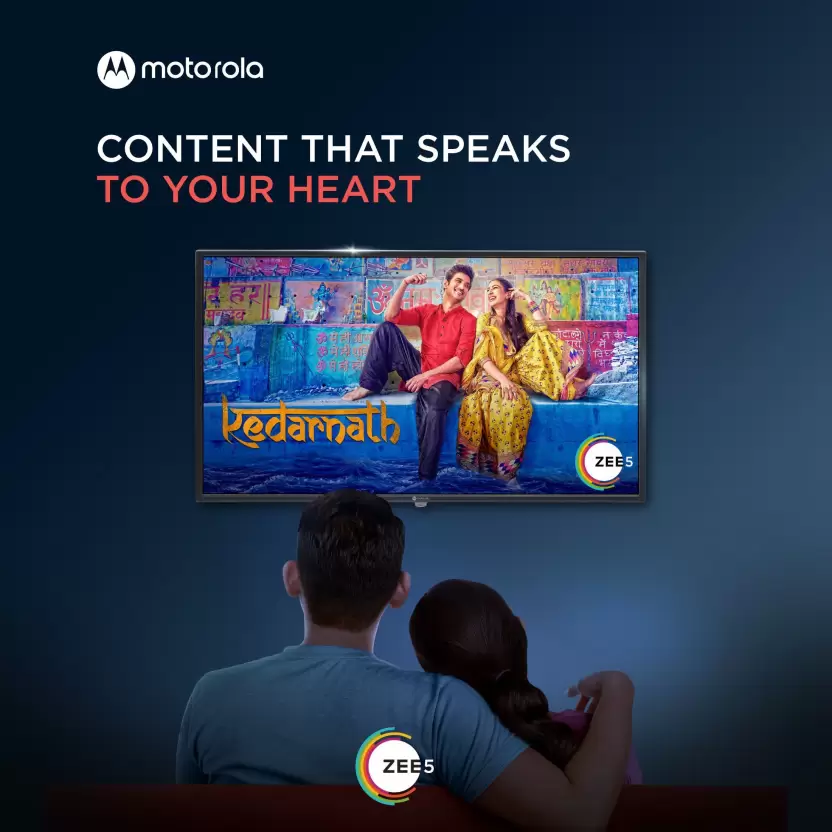 motorola
CONTENT THAT SPEAKS
TO YOUR HEART
ॐ
Kedarnath
ZEE5
ZEE5